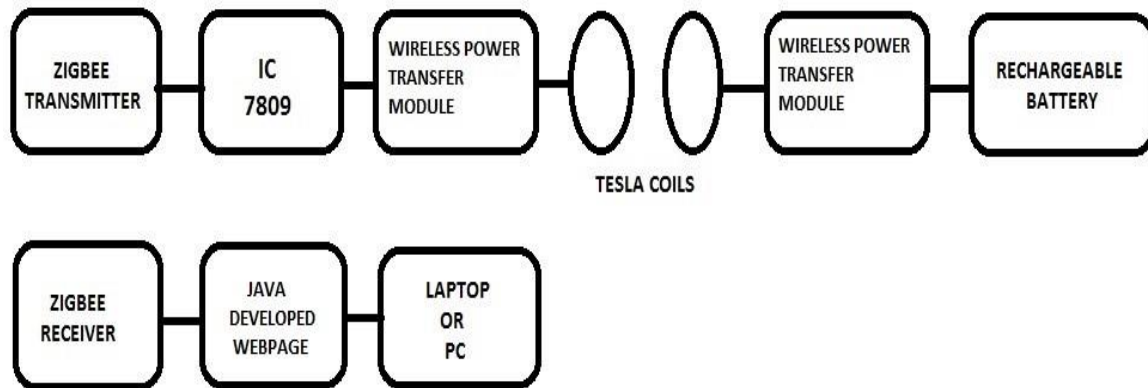 ZIGBEE
TRANSMITTER
IC
7809
WIRELESS POWER
TRANSFER
MODULE
WIRELESS POWER
TRANSFER
MODULE
RECHARGEABLE
BATTERY
TESLA COILS
ZIGBEE
RECEIVER
JAVA
DEVELOPED
WEBPAGE
LAPTOP
OR
PC